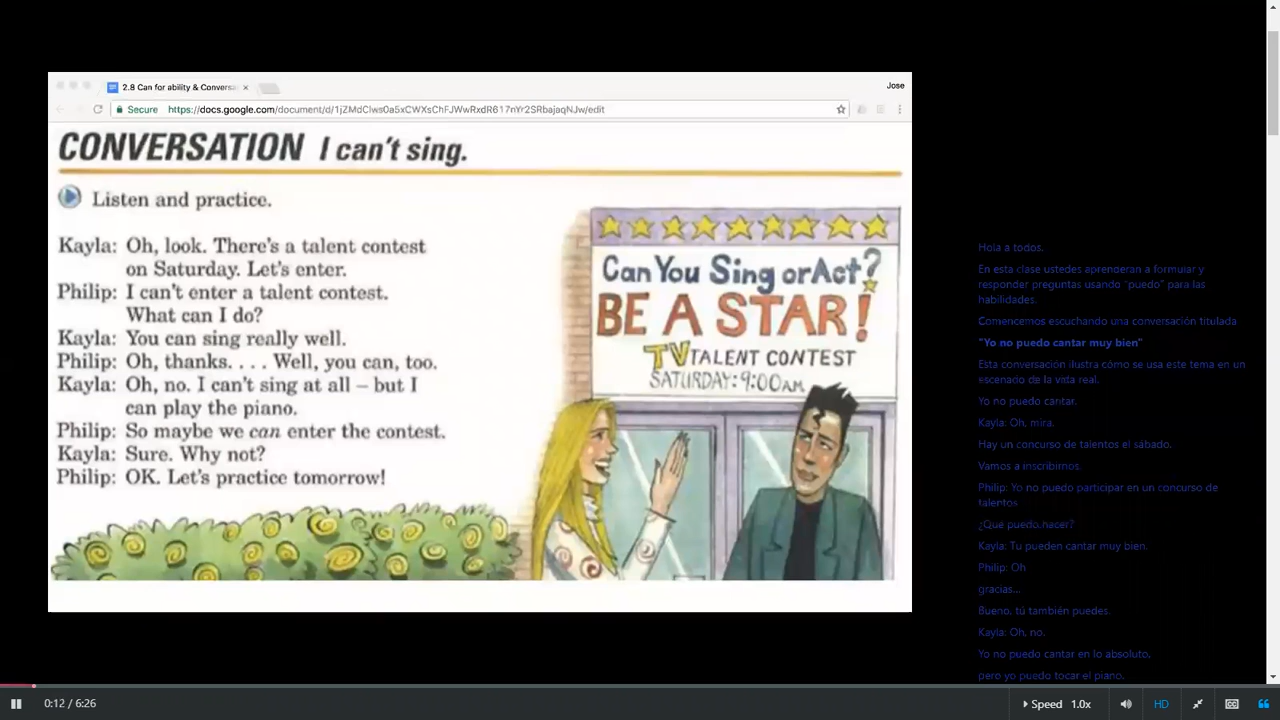 2.8 Can for ability & Conversa
Jose
Secure https://docs.google.com/document/d/1jZMdClws0a5xCWXsChFJWwRxdR617nYr2SRbajaqNJw/edit
CONVERSATION I can't sing.
Listen and practice.
Kayla: Oh, look. There's a talent contest
on Saturday. Let's enter.
Philip: I can't enter a talent contest.
What can I do?
Kayla: You can sing really well.
Philip: Oh, thanks. . . . Well, you can, too.
Kayla: Oh, no. I can't sing at all – but I
can play the piano.
Philip: So maybe we can enter the contest.
Kayla: Sure. Why not?
Philip: OK. Let's practice tomorrow!
Can You Sing or Act?
BE A STAR!
TV TALENT CONTEST
SATURDAY: 9:00 AM
Hola a todos.
En esta clase ustedes aprenderan a formular y
responder preguntas usando "puedo" para las
habilidades.
Comencemos escuchando una conversación titulada
"Yo no puedo cantar muy bien"
Esta conversación ilustra cómo se usa este tema en un
escenario de la vida real.
Yo no puedo cantar.
Kayla: Oh, mira.
Hay un concurso de talentos el sábado.
Vamos a inscribirnos.
Philip: Yo no puedo participar en un concurso de
talentos
¿Qué puedo hacer?
Kayla: Tu pueden cantar muy bien.
Philip: Oh
gracias...
Bueno, tú también puedes.
Kayla: Oh, no.
Yo no puedo cantar en lo absoluto,
pero yo puedo tocar el piano.
0:12 / 6:26
Speed 1.0x
HD
CC